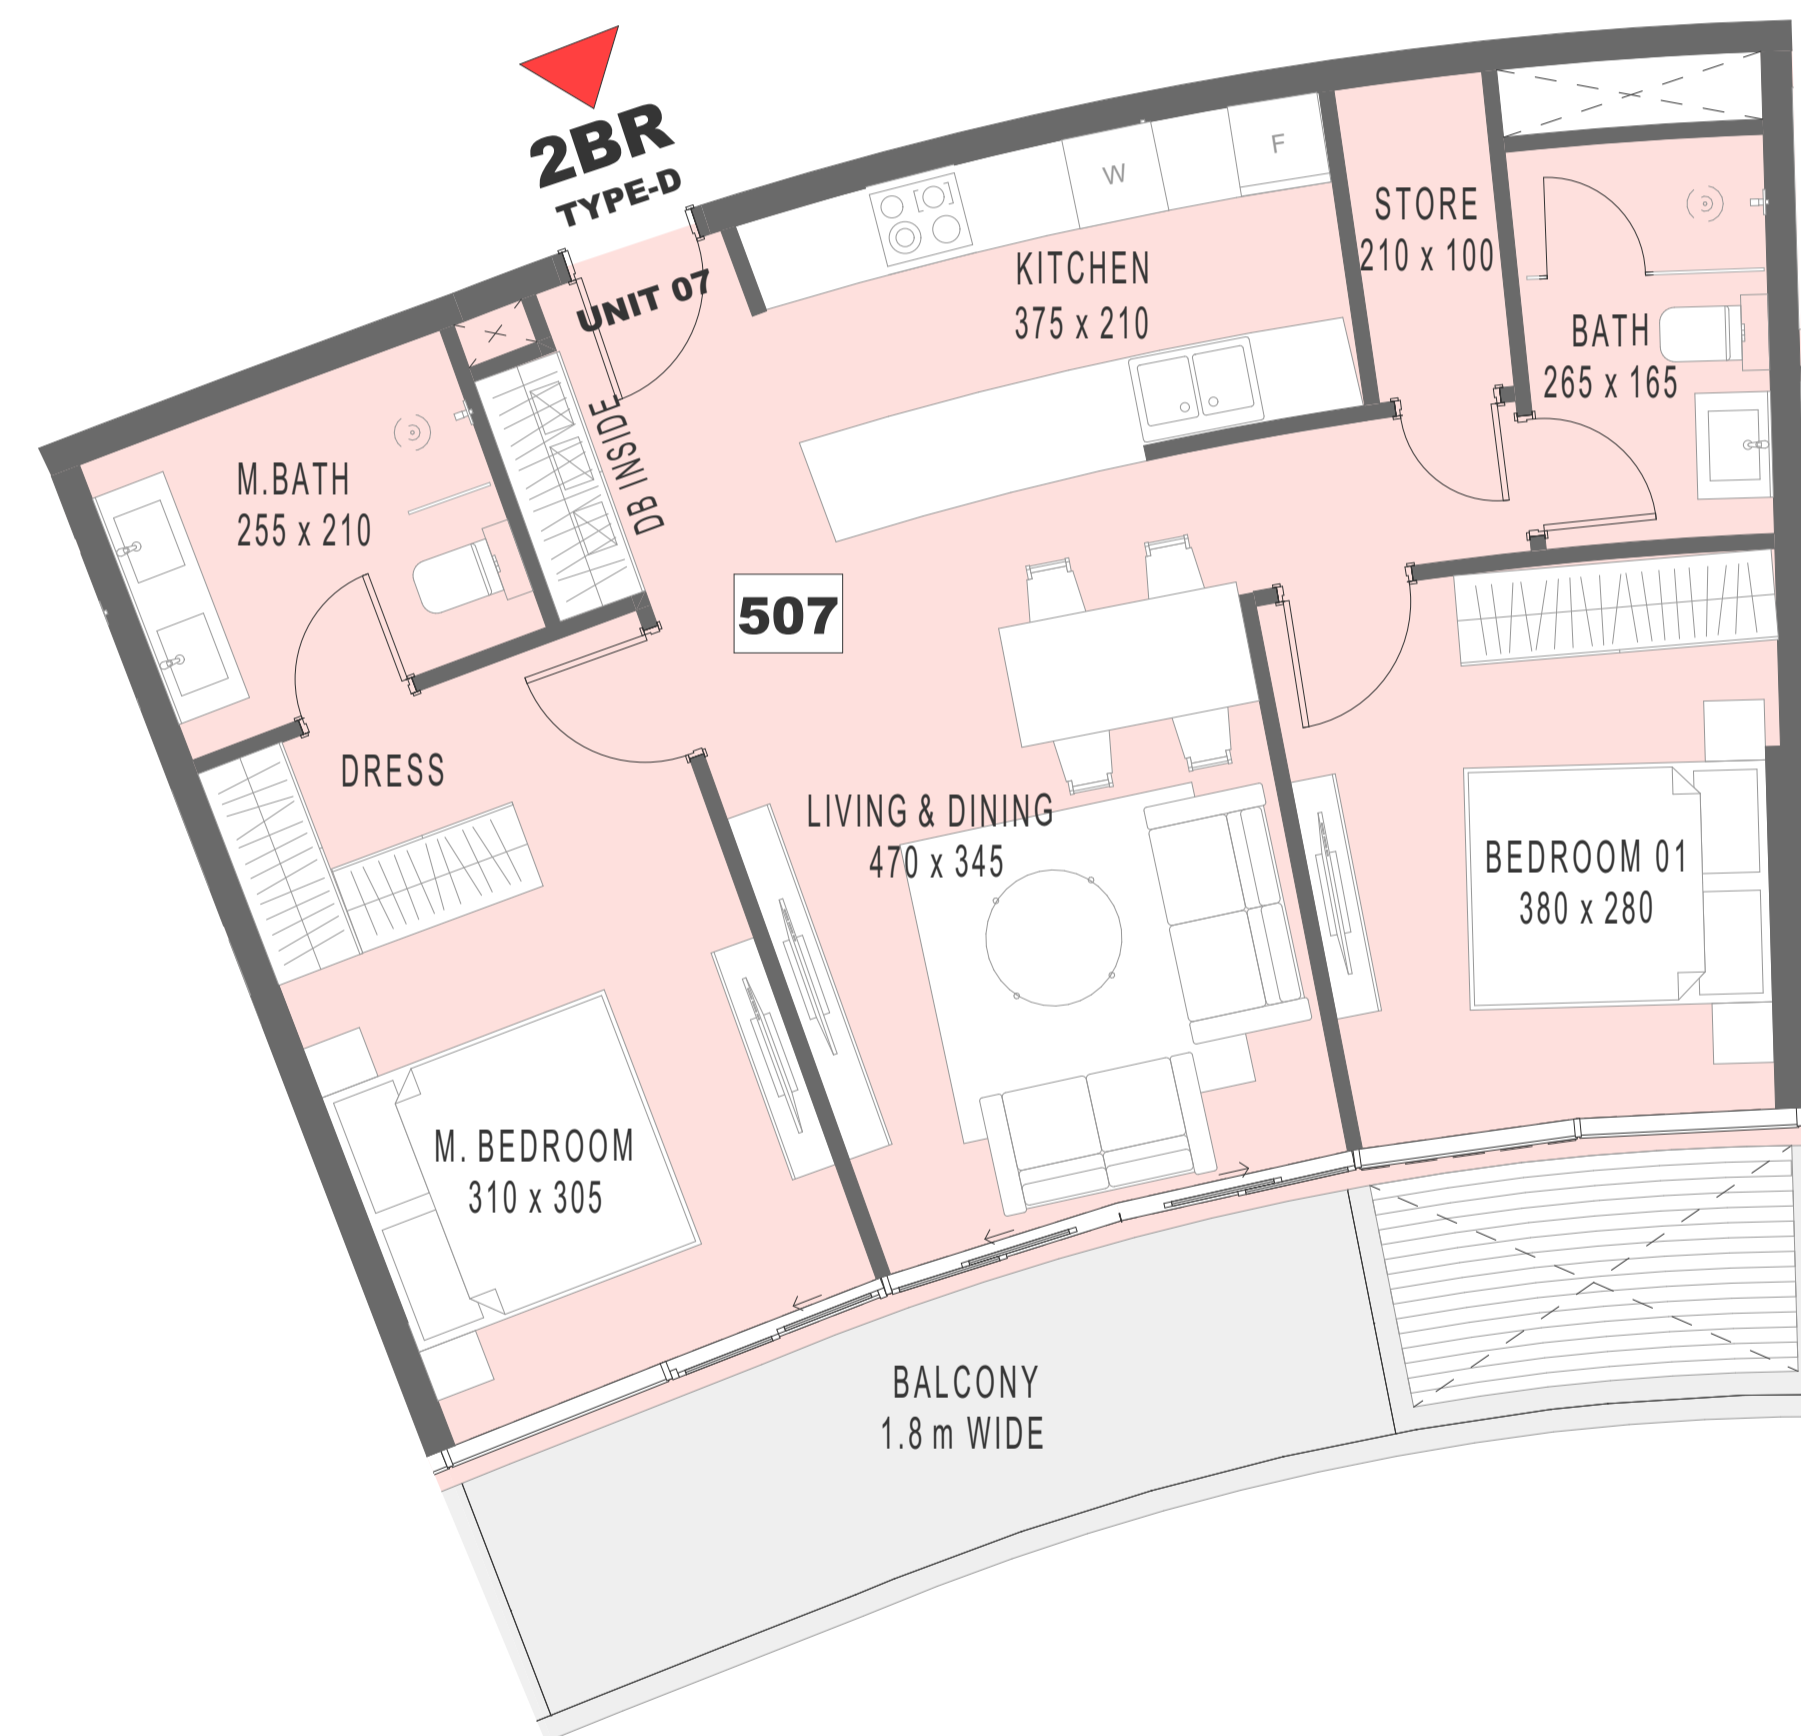 2BR
TYPE-D
UNIT 07
W
F
KITCHEN
375 x 210
STORE
210 x 100
BATH
265 x 165
DB INSIDE
M.BATH
255 x 210
507
DRESS
LIVING & DINING
470 x 345
BEDROOM 01
380 x 280
M. BEDROOM
310 x 305
BALCONY
1.8 m WIDE